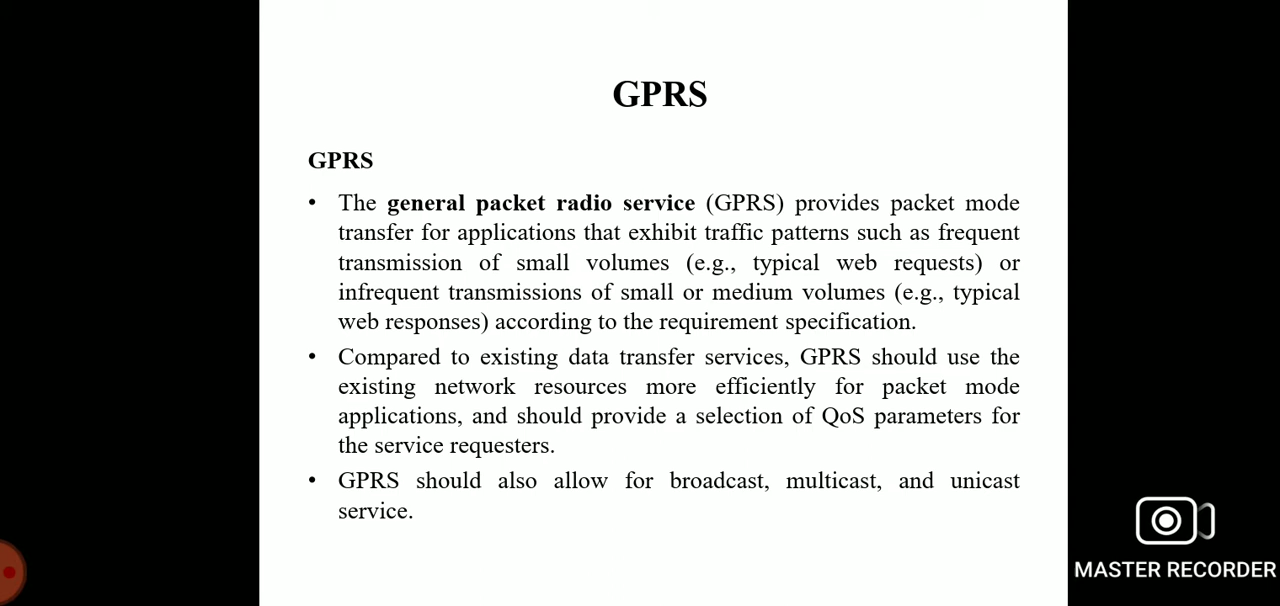 GPRS
GPRS
• The general packet radio service (GPRS) provides packet mode
transfer for applications that exhibit traffic patterns such as frequent
transmission of small volumes (e.g., typical web requests) or
infrequent transmissions of small or medium volumes (e.g., typical
web responses) according to the requirement specification.
• Compared to existing data transfer services, GPRS should use the
existing network resources more efficiently for packet mode
applications, and should provide a selection of QoS parameters for
the service requesters.
• GPRS should also allow for broadcast, multicast, and unicast
service.
MASTER RECORDER